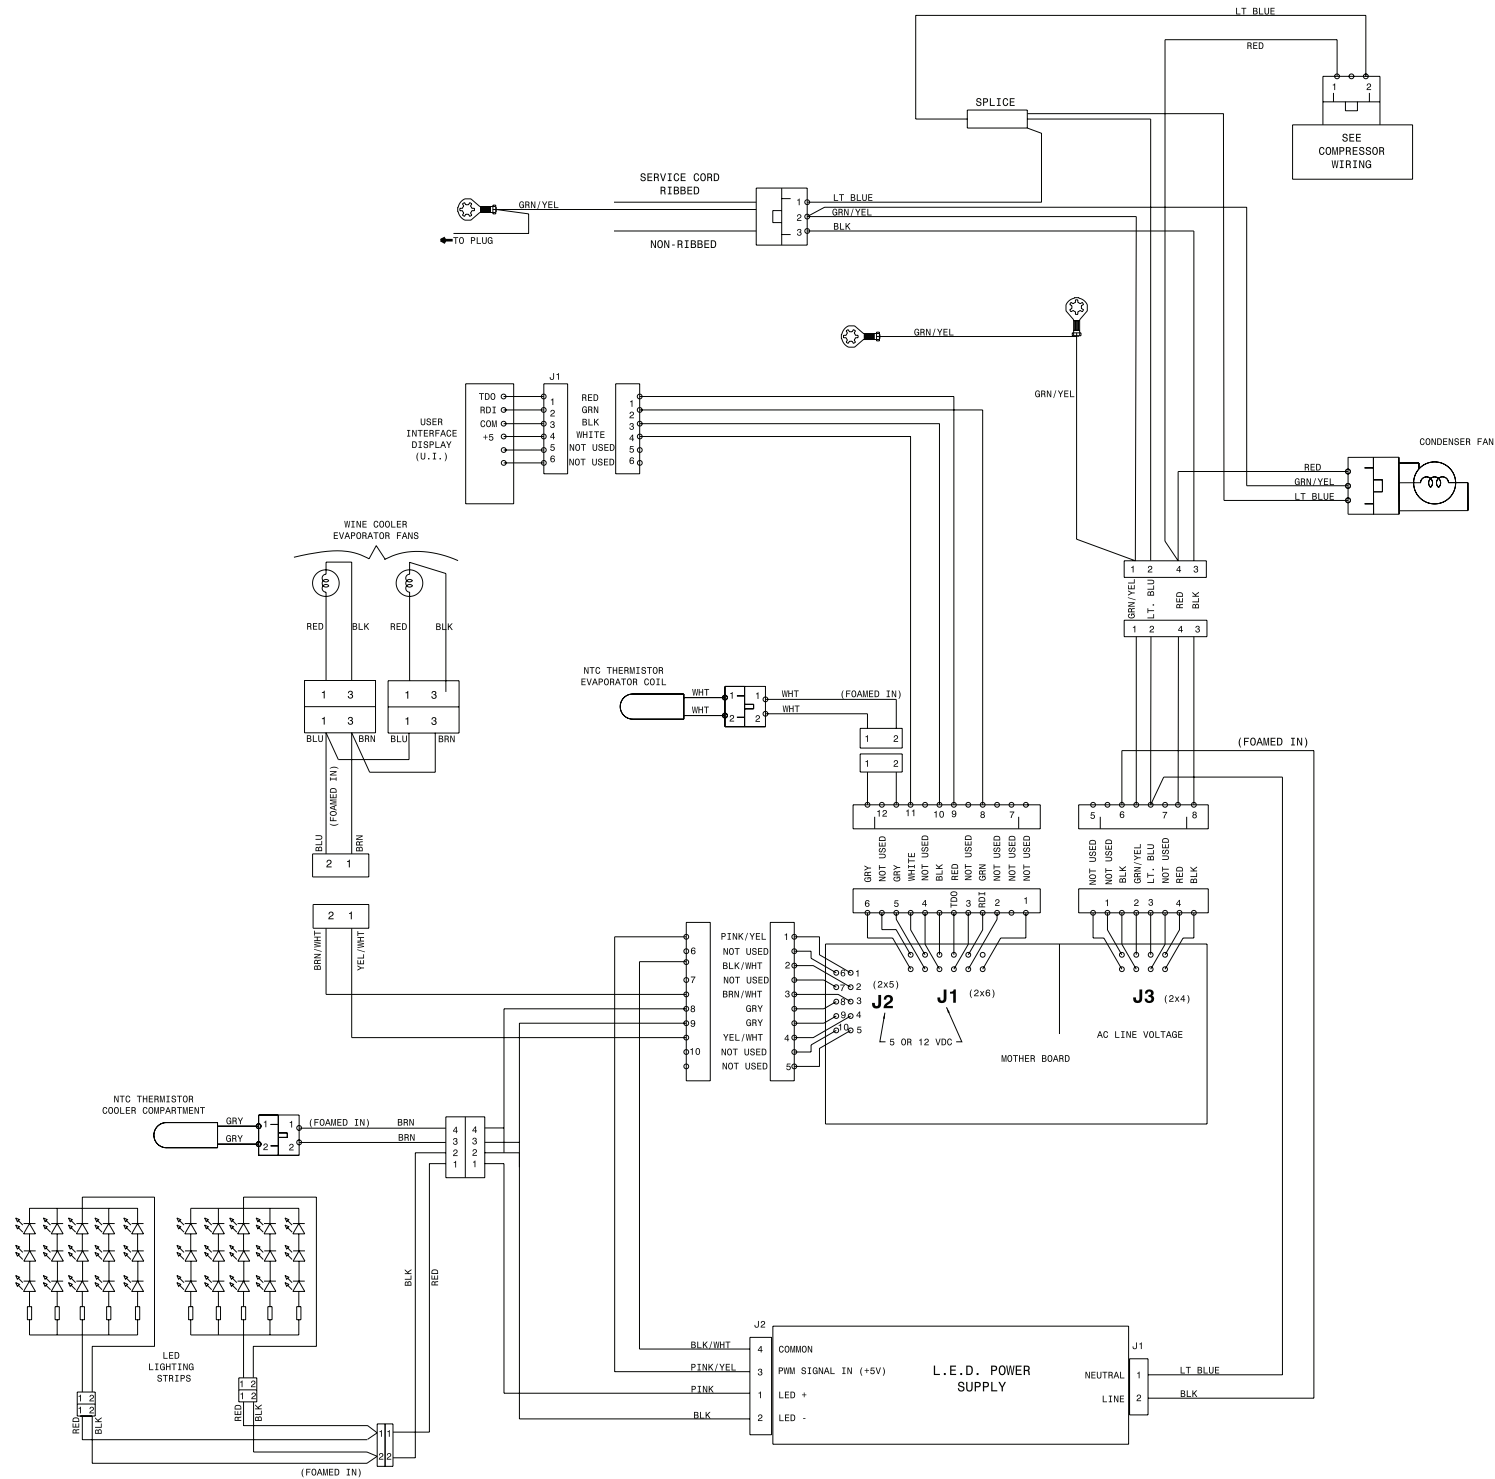 LT BLUE
RED
1 2
SPLICE
SEE
COMPRESSOR
WIRING
SERVICE CORD
RIBBED
GRN/YEL
TO PLUG
NON-RIBBED
1
2
3
LT BLUE
GRN/YEL
BLK
GRN/YEL
GRN/YEL
J1
USER
INTERFACE
DISPLAY
(U.I.)
TDO 1 RED 1
RDI 2 GRN 2
COM 3 BLK 3
+5 4 WHITE 4
5 NOT USED 5
6 NOT USED 6
CONDENSER FAN
RED
GRN/YEL
LT BLUE
WINE COOLER
EVAPORATOR FANS
RED BLK RED BLK
1 3 1 3
1 3 1 3
BLU BRN BLU BRN
(FOAMED IN)
BLU BRN
2 1
2 1
BRN/WHT YEL/WHT
1 2 4 3
GRN/YEL LT. BLU RED BLK
1 2 4 3
NTC THERMISTOR
EVAPORATOR COIL
WHT 1 1 WHT (FOAMED IN)
WHT 2 2 WHT
1 2
1 2
(FOAMED IN)
12 11 10 9 8 7
GRY NOT USED GRY WHITE NOT USED BLK RED NOT USED GRN NOT USED NOT USED NOT USED
6 5 4 TDO 3 RDI 2 1
5 6 7 8
NOT USED NOT USED BLK GRN/YEL LT. BLU NOT USED RED BLK
1 2 3 4
PINK/YEL 1
6 NOT USED
BLK/WHT 2
7 NOT USED
BRN/WHT 3
8 GRY
9 GRY
YEL/WHT 4
10 NOT USED
NOT USED 5
6 1
7 2
8 3
9 4
10 5
(2x5)
J2
J1 (2x6)
J3 (2x4)
5 OR 12 VDC
MOTHER BOARD
AC LINE VOLTAGE
NTC THERMISTOR
COOLER COMPARTMENT
GRY 1 1 (FOAMED IN) BRN
GRY 2 2 BRN
4 4
3 3
2 2
1 1
BLK RED
LED
LIGHTING
STRIPS
1 2
1 2
RED BLK
1 2
1 2
RED BLK
1 1
2 2
(FOAMED IN)
J2
BLK/WHT 4 COMMON
PINK/YEL 3 PWM SIGNAL IN (+5V)
PINK 1 LED +
BLK 2 LED -
L.E.D. POWER
SUPPLY
J1
NEUTRAL 1 LT BLUE
LINE 2 BLK